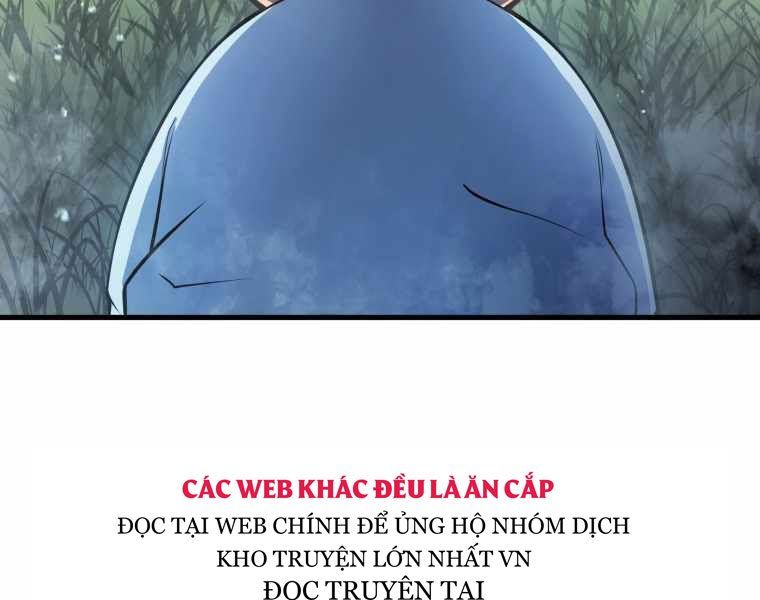 CÁC WEB KHÁC ĐỀU LÀ ĂN CẮP
ĐỌC TẠI WEB CHÍNH ĐỂ ỦNG HỘ NHÓM DỊCH
KHO TRUYỆN LỚN NHẤT VN
ĐỌC TRUYỆN TẠI